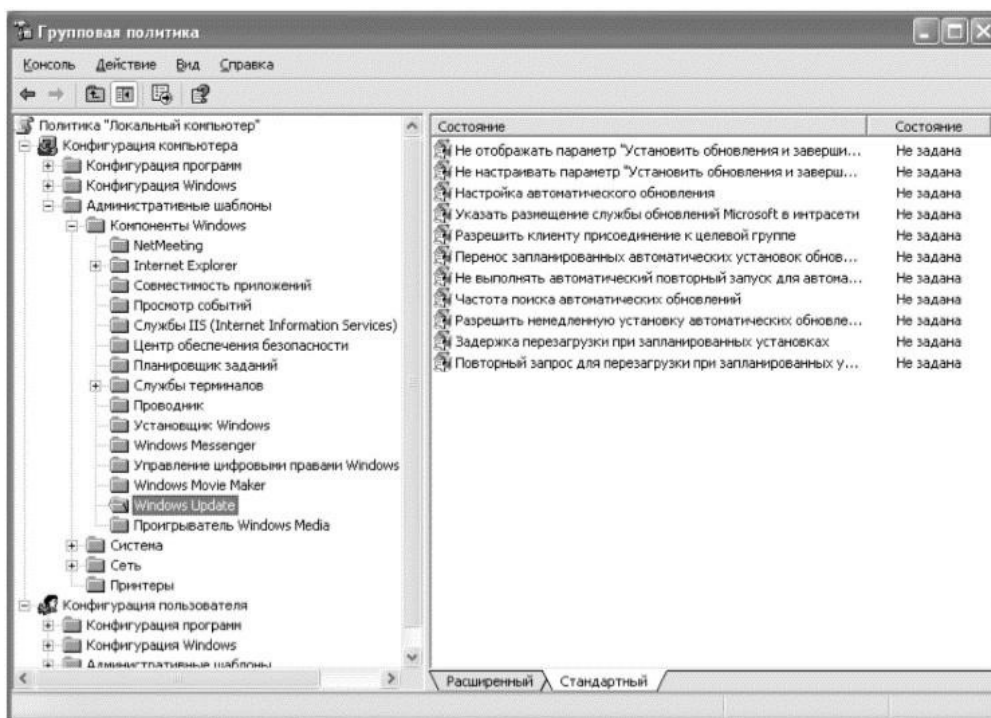 Групповая политика
Консоль Действие Вид Справка
Политика "Локальный компьютер"
Конфигурация компьютера
Конфигурация программ
Конфигурация Windows
Административные шаблоны
Компоненты Windows
NetMeeting
Internet Explorer
Совместимость приложений
Просмотр событий
Службы IIS (Internet Information Services)
Центр обеспечения безопасности
Планировщик заданий
Службы терминалов
Проводник
Установщик Windows
Windows Messenger
Управление цифровыми правами Windows
Windows Movie Maker
Windows Update
Проигрыватель Windows Media
Система
Сеть
Принтеры
Конфигурация пользователя
Конфигурация программ
Конфигурация Windows
Административные шаблоны
Состояние Состояние
Не отображать параметр "Установить обновления и заверши... Не задана
Не настраивать параметр "Установить обновления и заверш... Не задана
Настройка автоматического обновления Не задана
Указать размещение службы обновлений Microsoft в интрасети Не задана
Разрешить клиенту присоединение к целевой группе Не задана
Перенос запланированных автоматических установок обнов... Не задана
Не выполнять автоматический повторный запуск для автома... Не задана
Частота поиска автоматических обновлений Не задана
Разрешить немедленную установку автоматических обновле... Не задана
Задержка перезагрузки при запланированных установках Не задана
Повторный запрос для перезагрузки при запланированных у... Не задана
Расширенный Стандартный